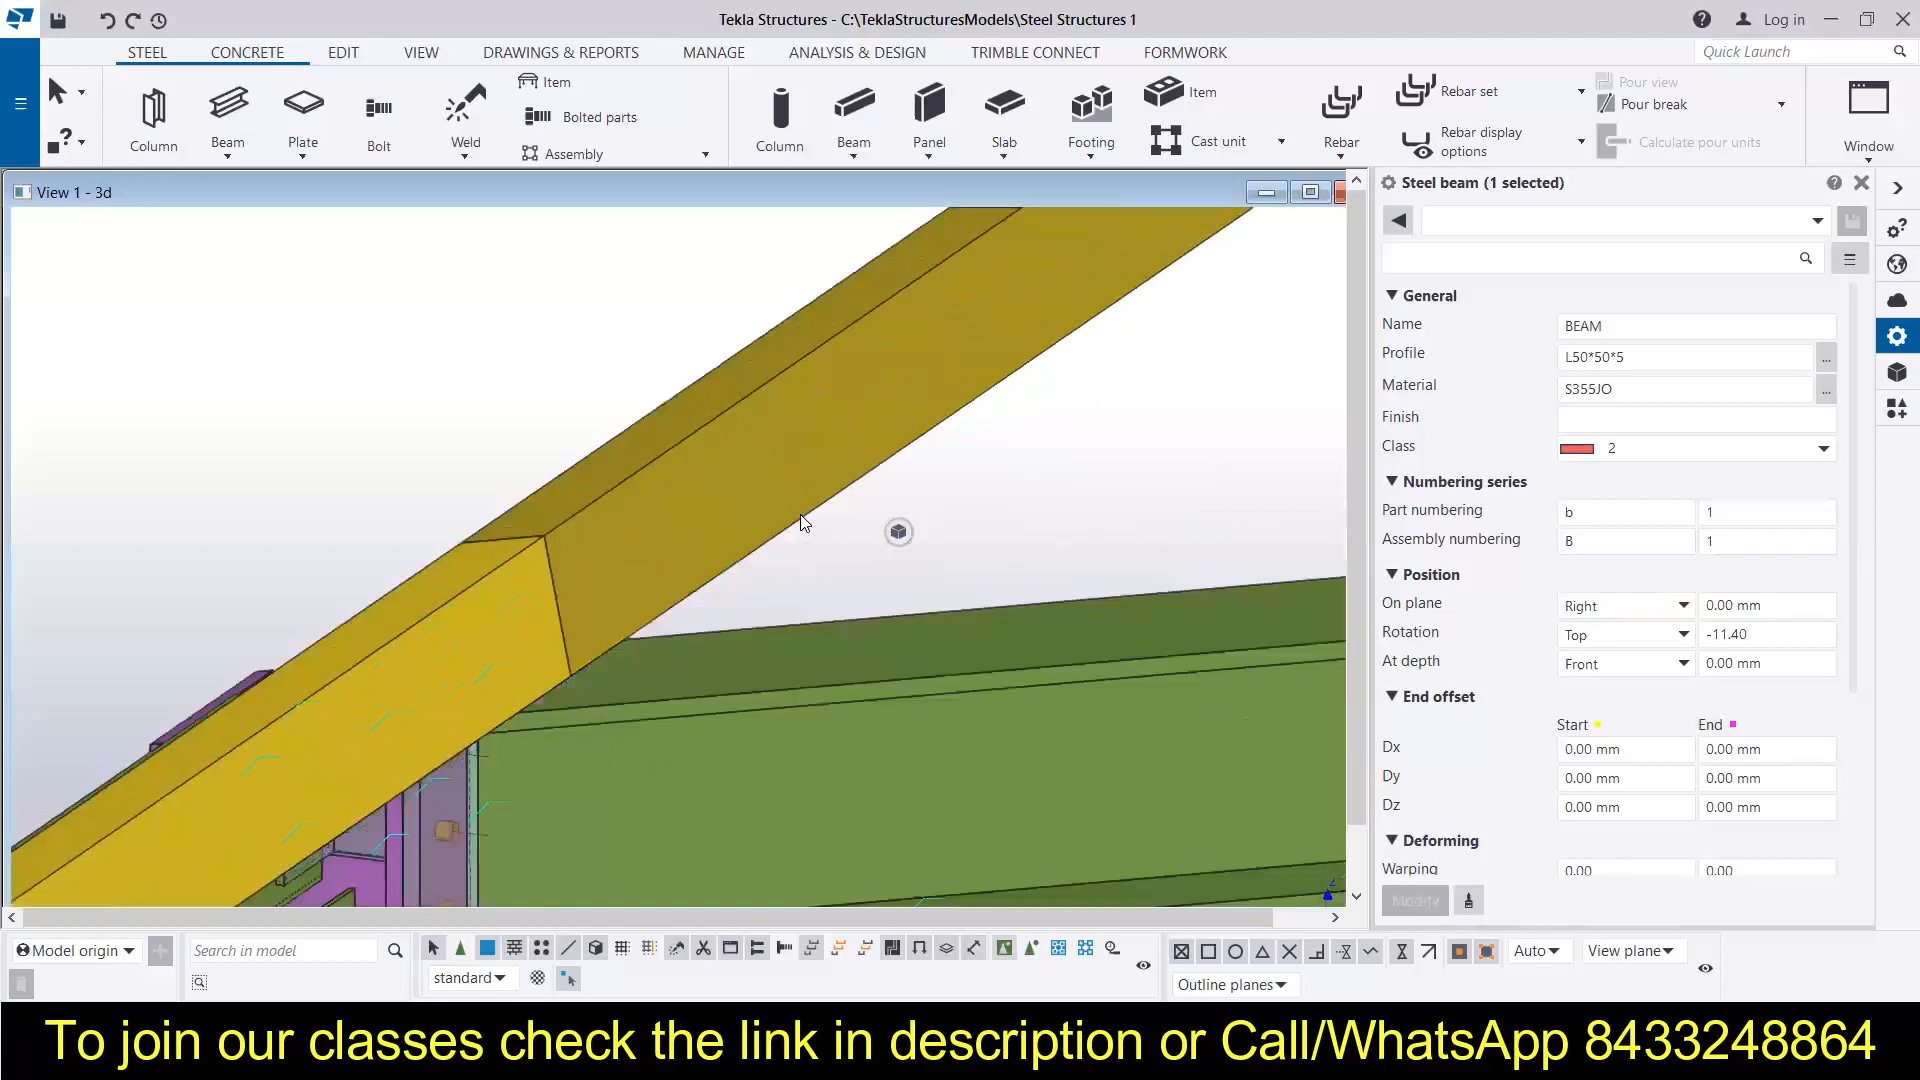 Tekla Structures - C:\TeklaStructuresModels\Steel Structures 1
Log in
STEEL CONCRETE EDIT VIEW DRAWINGS & REPORTS MANAGE ANALYSIS & DESIGN TRIMBLE CONNECT FORMWORK
Quick Launch
Column Beam Plate Bolt Weld
Item
Bolted parts
Assembly
Column Beam Panel Slab Footing
Item
Cast unit
Rebar
Rebar set
Rebar display options
Pour view
Pour break
Calculate pour units
Window
View 1 - 3d
Steel beam (1 selected)
General
Name BEAM
Profile L50*50*5 ...
Material S355JO ...
Finish
Class 2
Numbering series
Part numbering b 1
Assembly numbering B 1
Position
On plane Right 0.00 mm
Rotation Top -11.40
At depth Front 0.00 mm
End offset
Start End
Dx 0.00 mm 0.00 mm
Dy 0.00 mm 0.00 mm
Dz 0.00 mm 0.00 mm
Deforming
Warping 0.00 0.00
Modify
Model origin
Search in model
standard
Auto
View plane
Outline planes
To join our classes check the link in description or Call/WhatsApp 8433248864